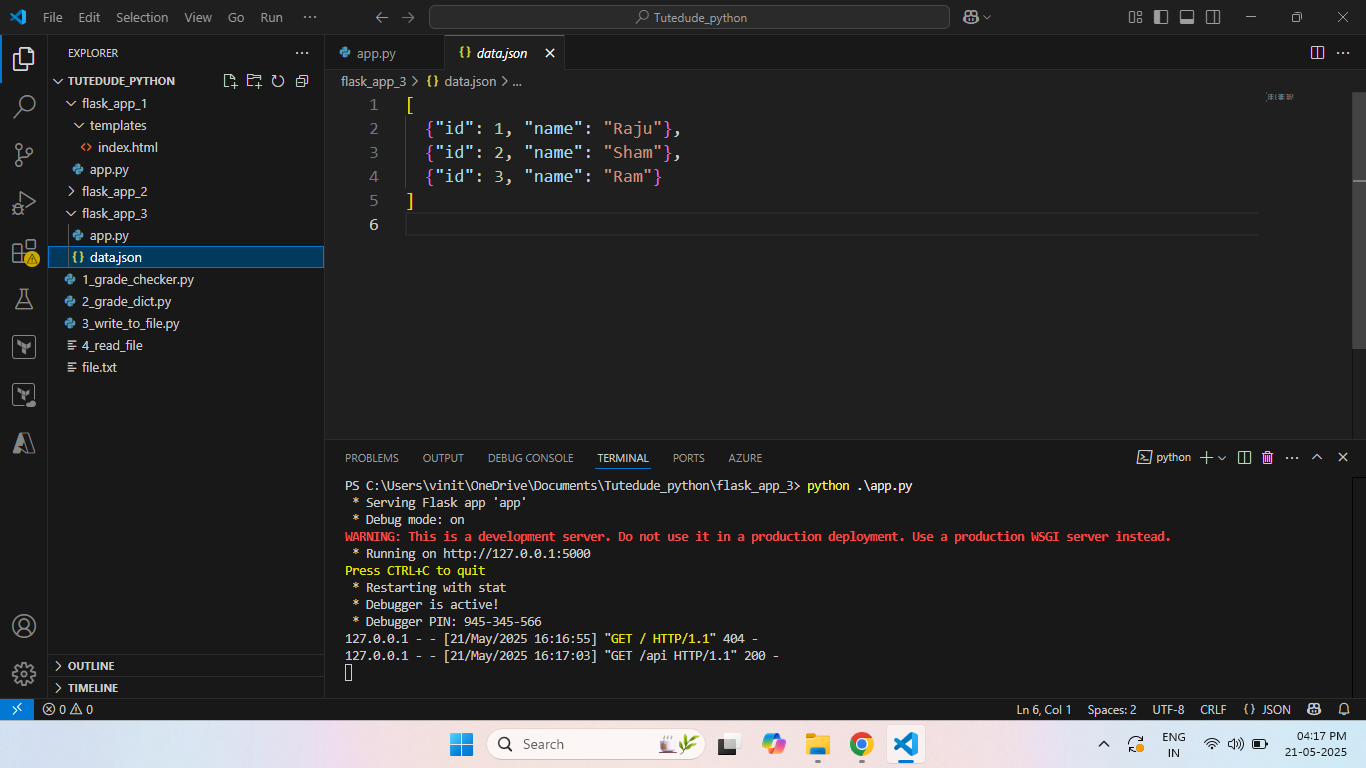 File Edit Selection View Go Run ···
Tutedude_python
EXPLORER
TUTEDUDE_PYTHON
flask_app_1
templates
index.html
app.py
flask_app_2
flask_app_3
app.py
data.json
1_grade_checker.py
2_grade_dict.py
3_write_to_file.py
4_read_file
file.txt
OUTLINE
TIMELINE
app.py {} data.json
flask_app_3 > {} data.json > ...
1 [
2 {"id": 1, "name": "Raju"},
3 {"id": 2, "name": "Sham"},
4 {"id": 3, "name": "Ram"}
5 ]
6
PROBLEMS OUTPUT DEBUG CONSOLE TERMINAL PORTS AZURE
python
PS C:\Users\vinit\OneDrive\Documents\Tutedude_python\flask_app_3> python .\app.py
* Serving Flask app 'app'
* Debug mode: on
WARNING: This is a development server. Do not use it in a production deployment. Use a production WSGI server instead.
* Running on http://127.0.0.1:5000
Press CTRL+C to quit
* Restarting with stat
* Debugger is active!
* Debugger PIN: 945-345-566
127.0.0.1 - - [21/May/2025 16:16:55] "GET / HTTP/1.1" 404 -
127.0.0.1 - - [21/May/2025 16:17:03] "GET /api HTTP/1.1" 200 -
0 0
Ln 6, Col 1 Spaces: 2 UTF-8 CRLF {} JSON
Search
ENG
IN
04:17 PM
21-05-2025